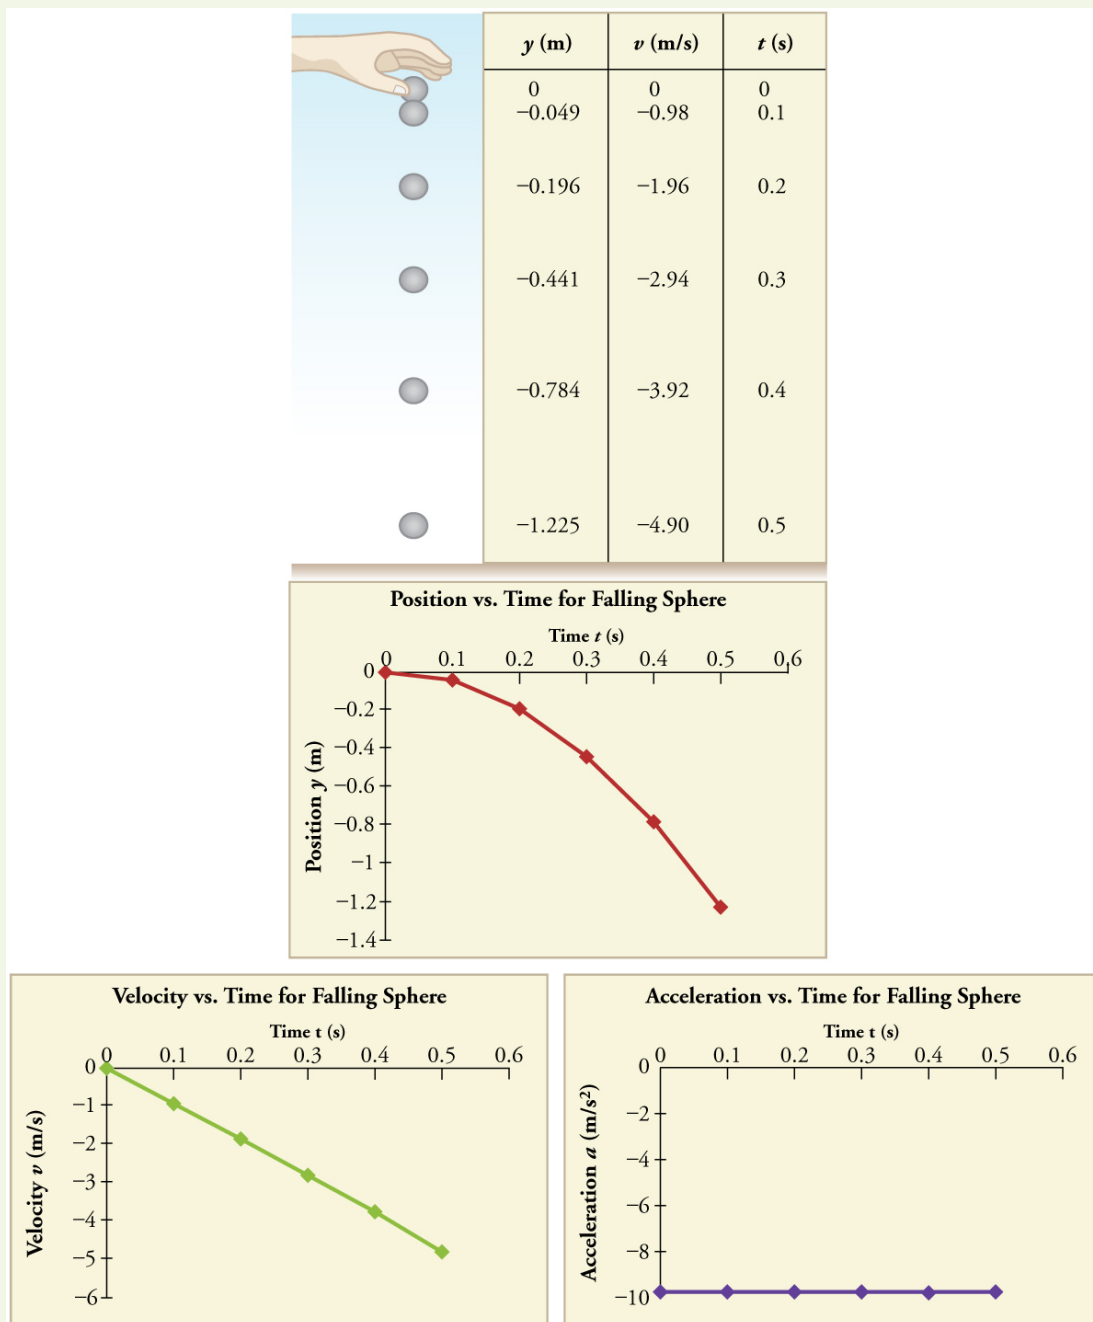 y (m) v (m/s) t (s)
0 0 0
−0.049 −0.98 0.1
−0.196 −1.96 0.2
−0.441 −2.94 0.3
−0.784 −3.92 0.4
−1.225 −4.90 0.5
Position vs. Time for Falling Sphere
Time t (s)
0 0.1 0.2 0.3 0.4 0.5 0.6
Position y (m)
0
−0.2
−0.4
−0.6
−0.8
−1
−1.2
−1.4
Velocity vs. Time for Falling Sphere
Time t (s)
0 0.1 0.2 0.3 0.4 0.5 0.6
Velocity v (m/s)
0
−1
−2
−3
−4
−5
−6
Acceleration vs. Time for Falling Sphere
Time t (s)
0 0.1 0.2 0.3 0.4 0.5 0.6
Acceleration a (m/s²)
0
−2
−4
−6
−8
−10